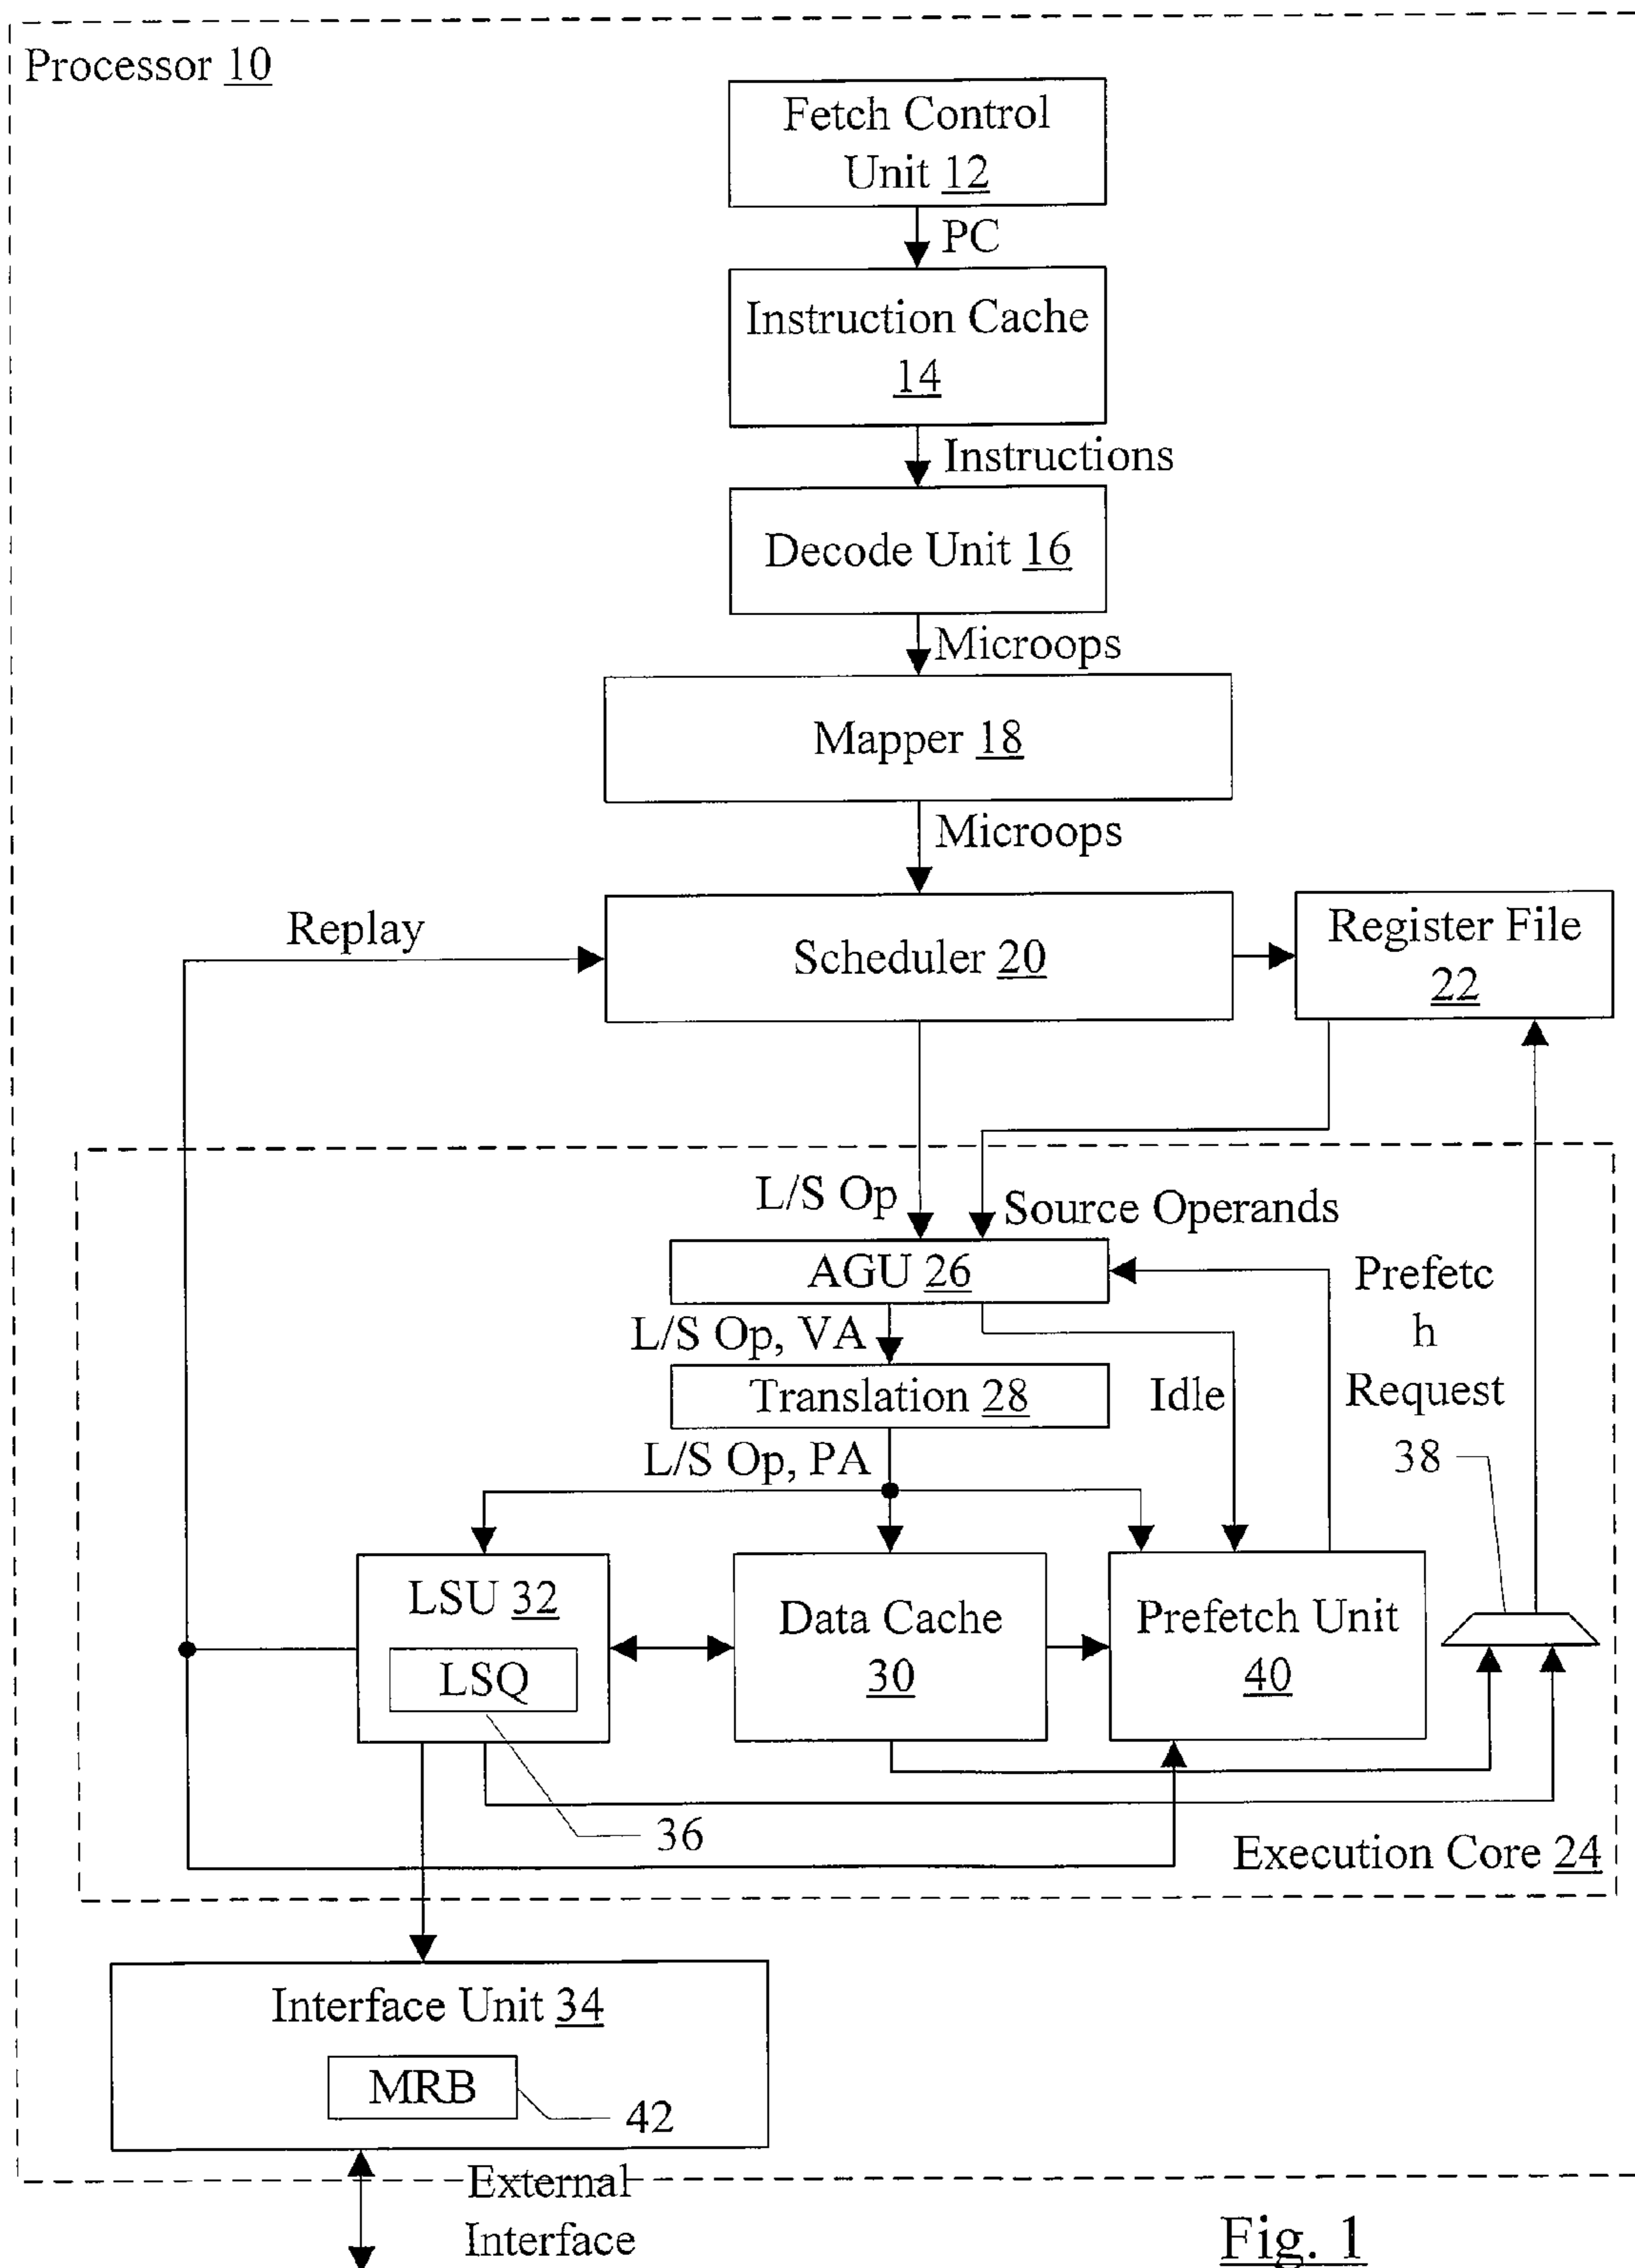 Processor 10
Fetch Control
Unit 12
PC
Instruction Cache
14
Instructions
Decode Unit 16
Microops
Mapper 18
Microops
Replay
Scheduler 20
Register File
22
L/S Op
Source Operands
AGU 26
Prefetc
h
Request
L/S Op, VA
Translation 28
Idle
L/S Op, PA
38
LSU 32
LSQ
Data Cache
30
Prefetch Unit
40
36
Execution Core 24
Interface Unit 34
MRB
42
External
Interface
Fig. 1